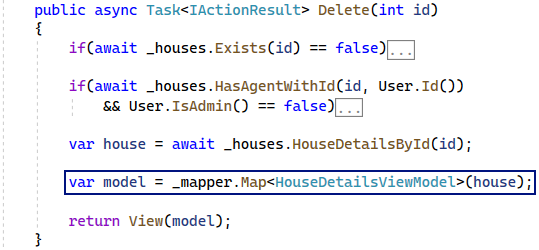 public async Task<IActionResult> Delete(int id)
{
if(await _houses.Exists(id) == false)...
if(await _houses.HasAgentWithId(id, User.Id())
&& User.IsAdmin() == false)...
var house = await _houses.HouseDetailsById(id);
var model = _mapper.Map<HouseDetailsViewModel>(house);
return View(model);
}